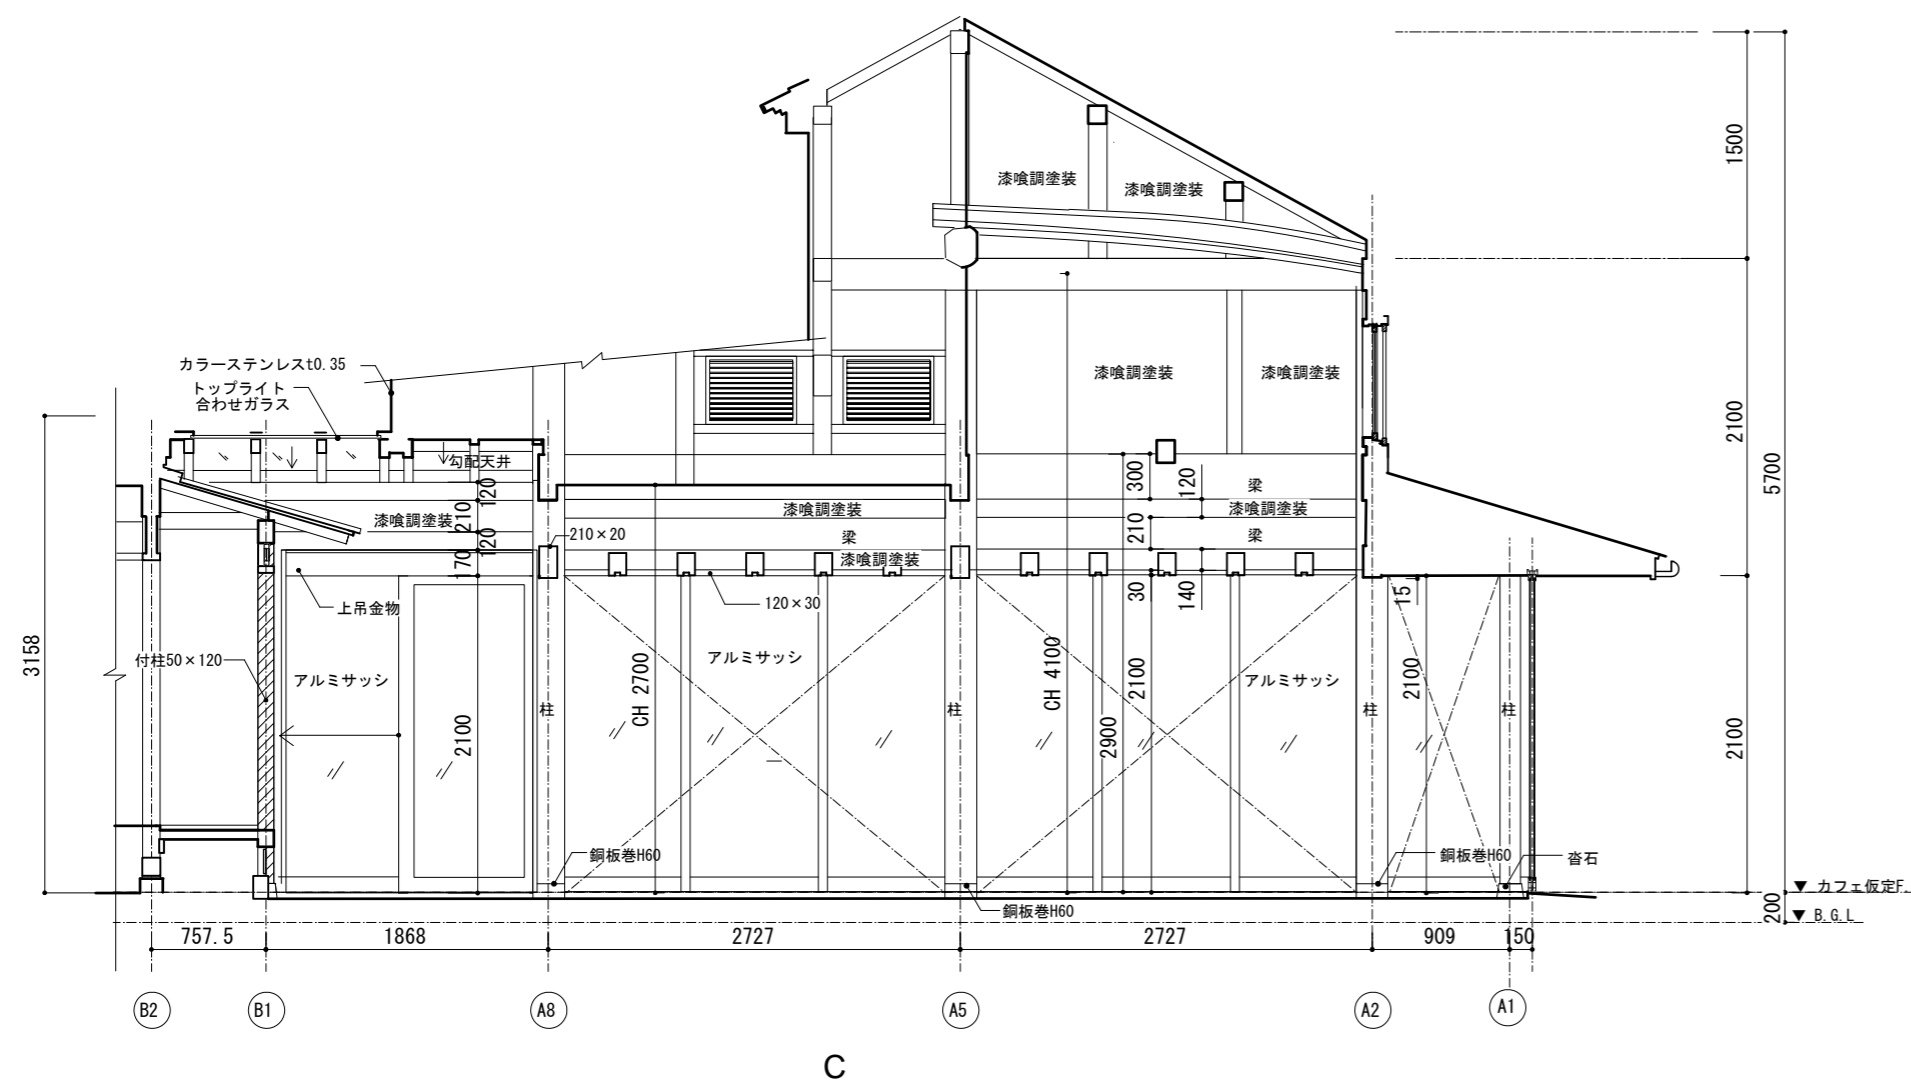 1500
漆喰調塗装
漆喰調塗装
カラーステンレスt0.35
トップライト
合わせガラス
漆喰調塗装
漆喰調塗装
2100
5700
勾配天井
120
300
120
梁
210
漆喰調塗装
漆喰調塗装
漆喰調塗装
210×20
梁
210
梁
120
漆喰調塗装
170
上吊金物
120×30
30
140
15
3158
付柱50×120
アルミサッシ
アルミサッシ
アルミサッシ
CH 2700
CH 4100
2100
2100
2100
2100
2900
柱
柱
柱
柱
銅板巻H60
銅板巻H60
沓石
銅板巻H60
▼ カフェ仮定F.
200
▼ B.G.L
757.5
1868
2727
2727
909
150
B2
B1
A8
A5
A2
A1
C